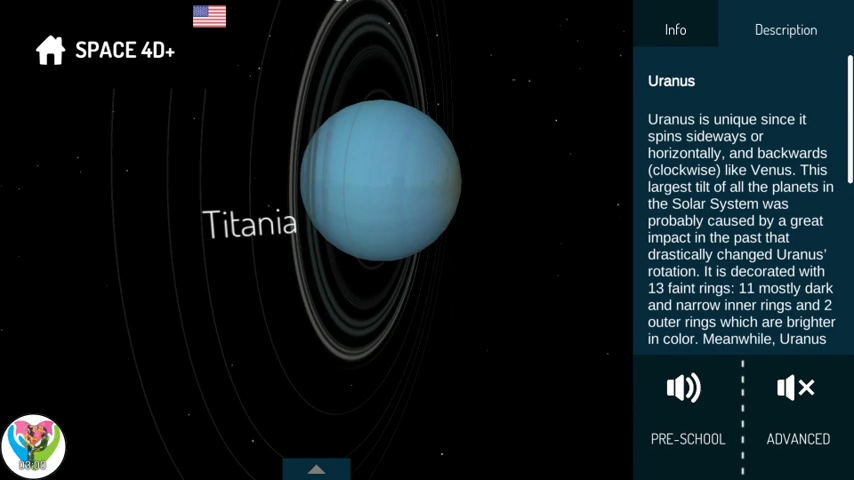 SPACE 4D+
Titania
Info
Description
Uranus
Uranus is unique since it
spins sideways or
horizontally, and backwards
(clockwise) like Venus. This
largest tilt of all the planets in
the Solar System was
probably caused by a great
impact in the past that
drastically changed Uranus'
rotation. It is decorated with
13 faint rings: 11 mostly dark
and narrow inner rings and 2
outer rings which are brighter
in color. Meanwhile, Uranus
PRE-SCHOOL
ADVANCED